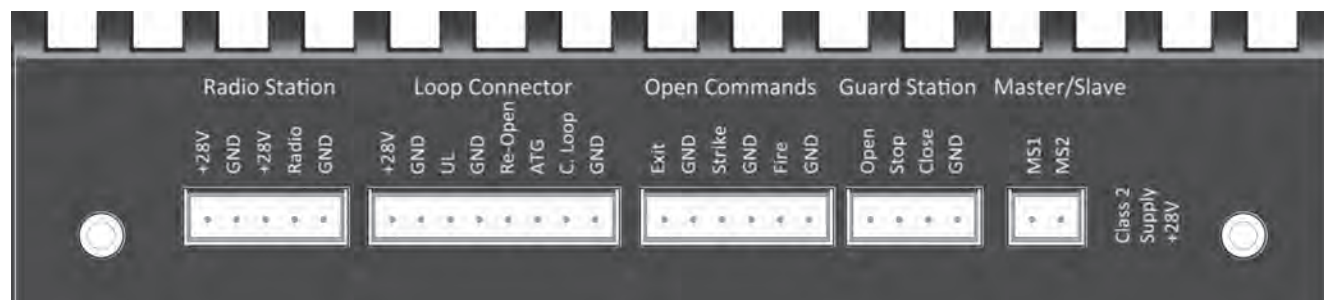 Radio Station
Loop Connector
Open Commands
Guard Station
Master/Slave
+28V
GND
+28V
Radio
GND
+28V
GND
UL
GND
Re-Open
ATG
C. Loop
GND
Exit
GND
Strike
GND
Fire
GND
Open
Stop
Close
GND
MS1
MS2
Class 2
Supply
+28V